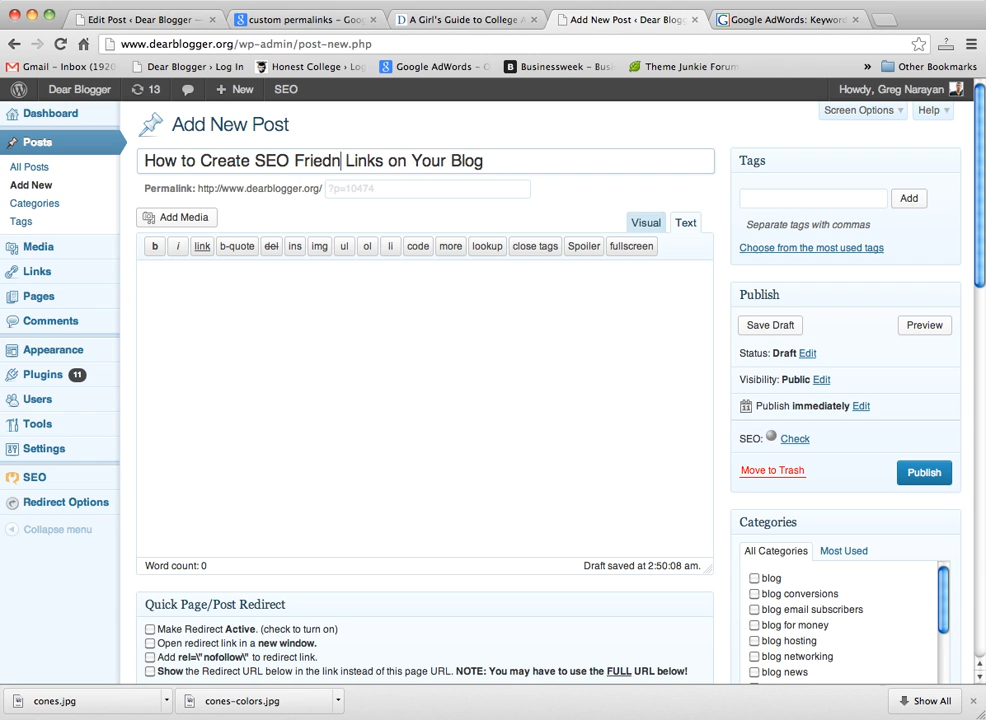 Edit Post ‹ Dear Blogger
custom permalinks - Goo
A Girl's Guide to College A
Add New Post ‹ Dear Blog
Google AdWords: Keyword
www.dearblogger.org/wp-admin/post-new.php
Gmail - Inbox (192
Dear Blogger › Log In
Honest College › Log
Google AdWords - O
Businessweek - Bus
Theme Junkie Forum
»
Other Bookmarks
Dear Blogger
13
+ New
SEO
Howdy, Greg Narayan
Screen Options
Help
Dashboard
Posts
All Posts
Add New
Categories
Tags
Media
Links
Pages
Comments
Appearance
Plugins 11
Users
Tools
Settings
SEO
Redirect Options
Collapse menu
Add New Post
How to Create SEO Friedn Links on Your Blog
Permalink: http://www.dearblogger.org/ ?p=10474
Add Media
Visual
Text
b
i
link
b-quote
del
ins
img
ul
ol
li
code
more
lookup
close tags
Spoiler
fullscreen
Word count: 0
Draft saved at 2:50:08 am.
Quick Page/Post Redirect
Make Redirect Active. (check to turn on)
Open redirect link in a new window.
Add rel=\"nofollow\" to redirect link.
Show the Redirect URL below in the link instead of this page URL. NOTE: You may have to use the FULL URL below!
Tags
Add
Separate tags with commas
Choose from the most used tags
Publish
Save Draft
Preview
Status: Draft Edit
Visibility: Public Edit
Publish immediately Edit
SEO: Check
Move to Trash
Publish
Categories
All Categories
Most Used
blog
blog conversions
blog email subscribers
blog for money
blog hosting
blog networking
blog news
cones.jpg
cones-colors.jpg
Show All